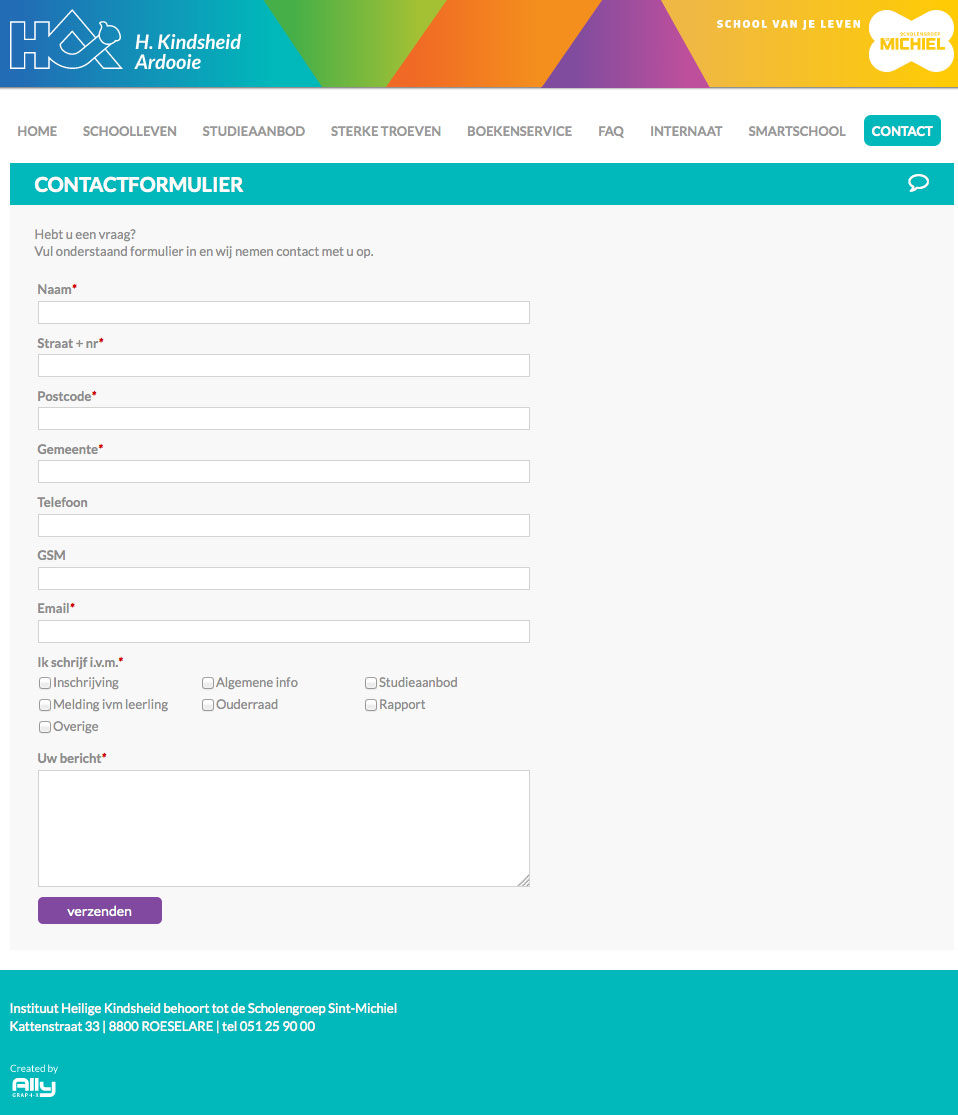 H. Kindsheid
Ardooie
SCHOOL VAN JE LEVEN
SCHOLENGROEP
MICHIEL
HOME SCHOOLLEVEN STUDIEAANBOD STERKE TROEVEN BOEKENSERVICE FAQ INTERNAAT SMARTSCHOOL CONTACT
CONTACTFORMULIER
Hebt u een vraag?
Vul onderstaand formulier in en wij nemen contact met u op.
Naam*
Straat + nr*
Postcode*
Gemeente*
Telefoon
GSM
Email*
Ik schrijf i.v.m.*
Inschrijving Algemene info Studieaanbod
Melding ivm leerling Ouderraad Rapport
Overige
Uw bericht*
verzenden
Instituut Heilige Kindsheid behoort tot de Scholengroep Sint-Michiel
Kattenstraat 33 | 8800 ROESELARE | tel 051 25 90 00
Created by
Ally